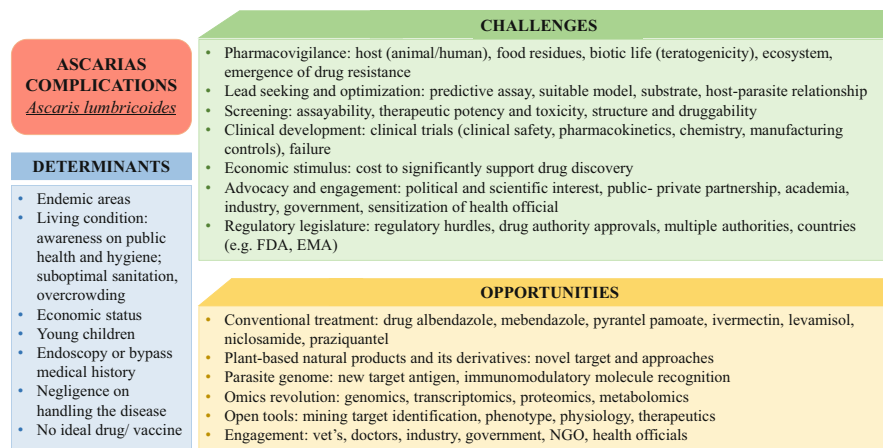 ASCARIAS
COMPLICATIONS
Ascaris lumbricoides
DETERMINANTS
• Endemic areas
• Living condition:
awareness on public
health and hygiene;
suboptimal sanitation,
overcrowding
• Economic status
• Young children
• Endoscopy or bypass
medical history
• Negligence on
handling the disease
• No ideal drug/ vaccine
CHALLENGES
• Pharmacovigilance: host (animal/human), food residues, biotic life (teratogenicity), ecosystem,
emergence of drug resistance
• Lead seeking and optimization: predictive assay, suitable model, substrate, host-parasite relationship
• Screening: assayability, therapeutic potency and toxicity, structure and druggability
• Clinical development: clinical trials (clinical safety, pharmacokinetics, chemistry, manufacturing
controls), failure
• Economic stimulus: cost to significantly support drug discovery
• Advocacy and engagement: political and scientific interest, public- private partnership, academia,
industry, government, sensitization of health official
• Regulatory legislature: regulatory hurdles, drug authority approvals, multiple authorities, countries
(e.g. FDA, EMA)
OPPORTUNITIES
• Conventional treatment: drug albendazole, mebendazole, pyrantel pamoate, ivermectin, levamisol,
niclosamide, praziquantel
• Plant-based natural products and its derivatives: novel target and approaches
• Parasite genome: new target antigen, immunomodulatory molecule recognition
• Omics revolution: genomics, transcriptomics, proteomics, metabolomics
• Open tools: mining target identification, phenotype, physiology, therapeutics
• Engagement: vet's, doctors, industry, government, NGO, health officials